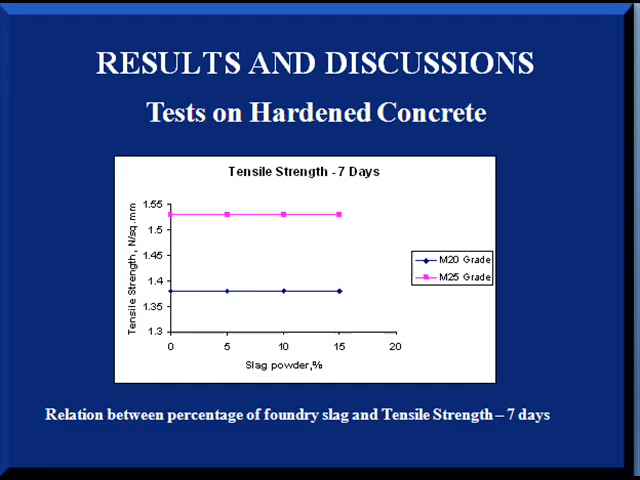 RESULTS AND DISCUSSIONS
Tests on Hardened Concrete
Tensile Strength - 7 Days
Tensile Strength, N/sq.mm
1.55
1.5
1.45
1.4
1.35
1.3
0 5 10 15 20
Slag powder,%
M20 Grade
M25 Grade
Relation between percentage of foundry slag and Tensile Strength – 7 days